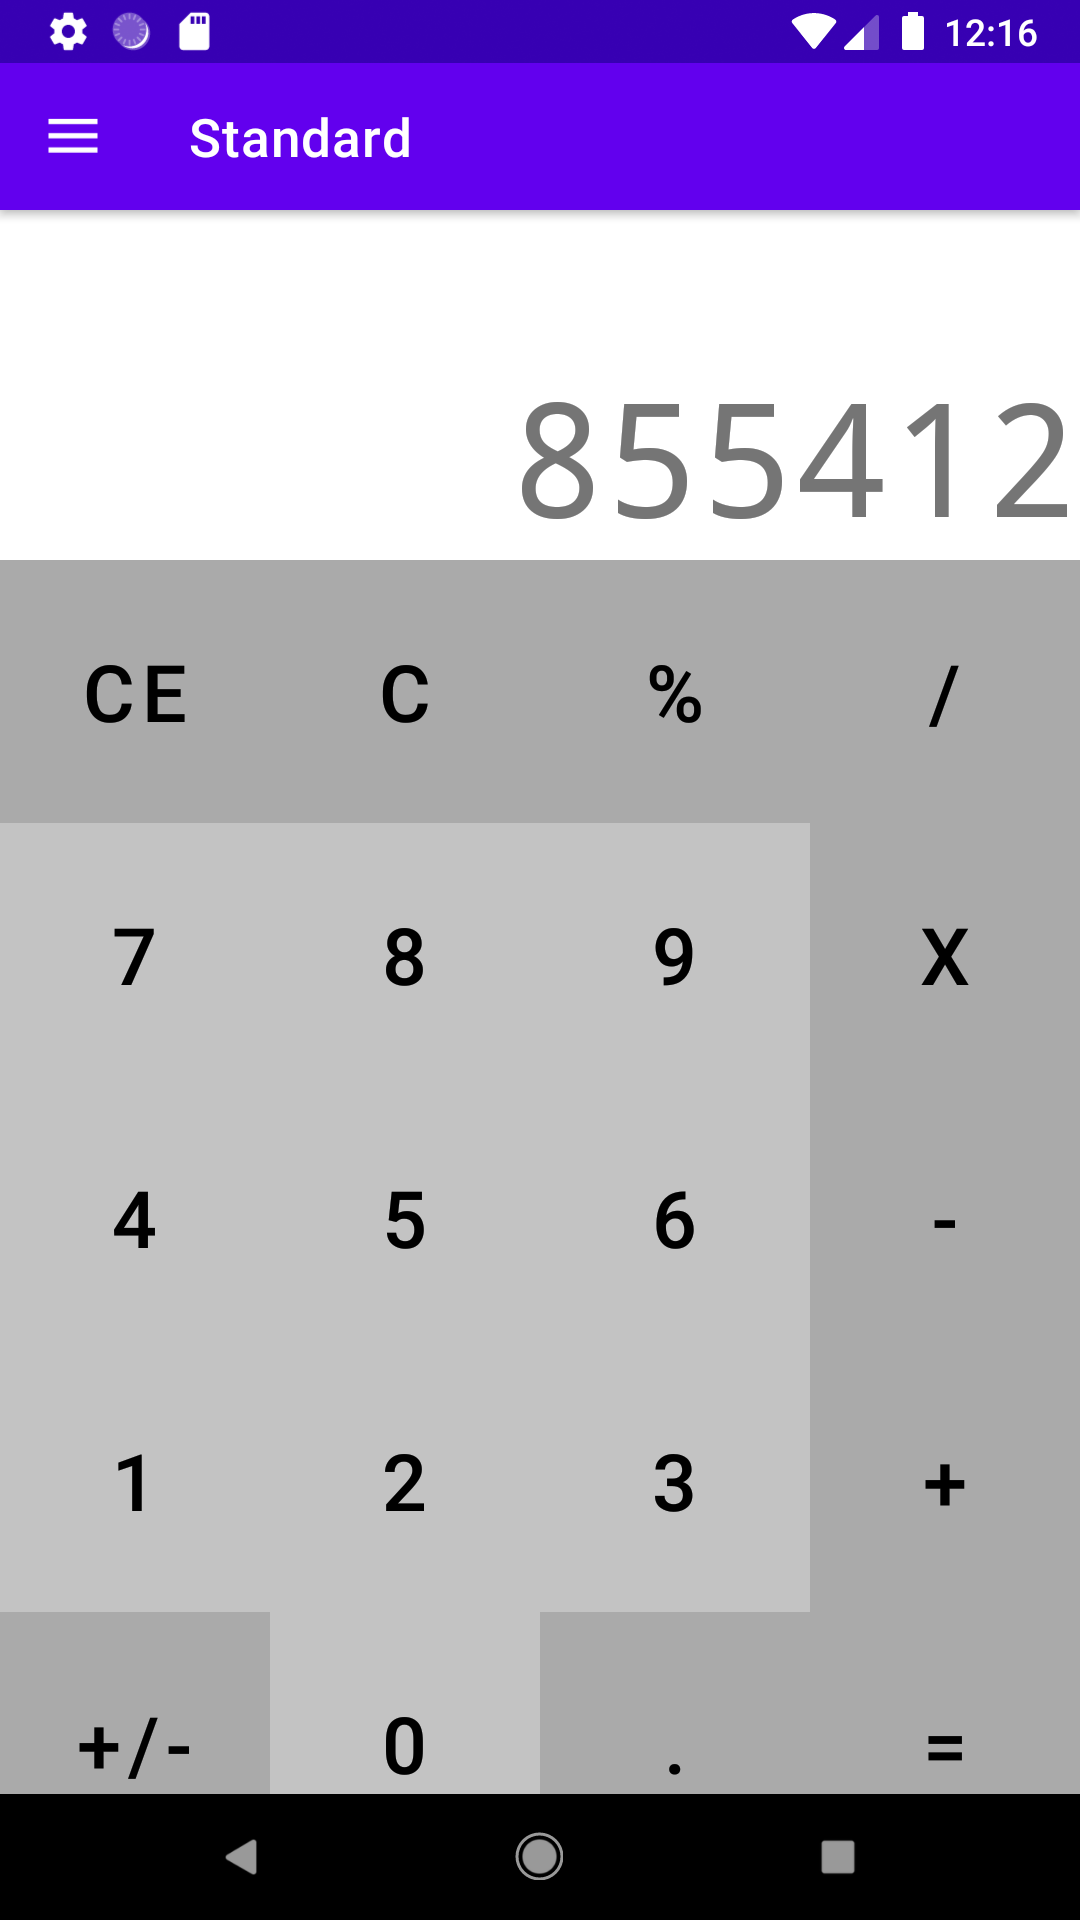 12:16
Standard
855412
CE C % /
7 8 9 X
4 5 6 -
1 2 3 +
+/- 0 . =